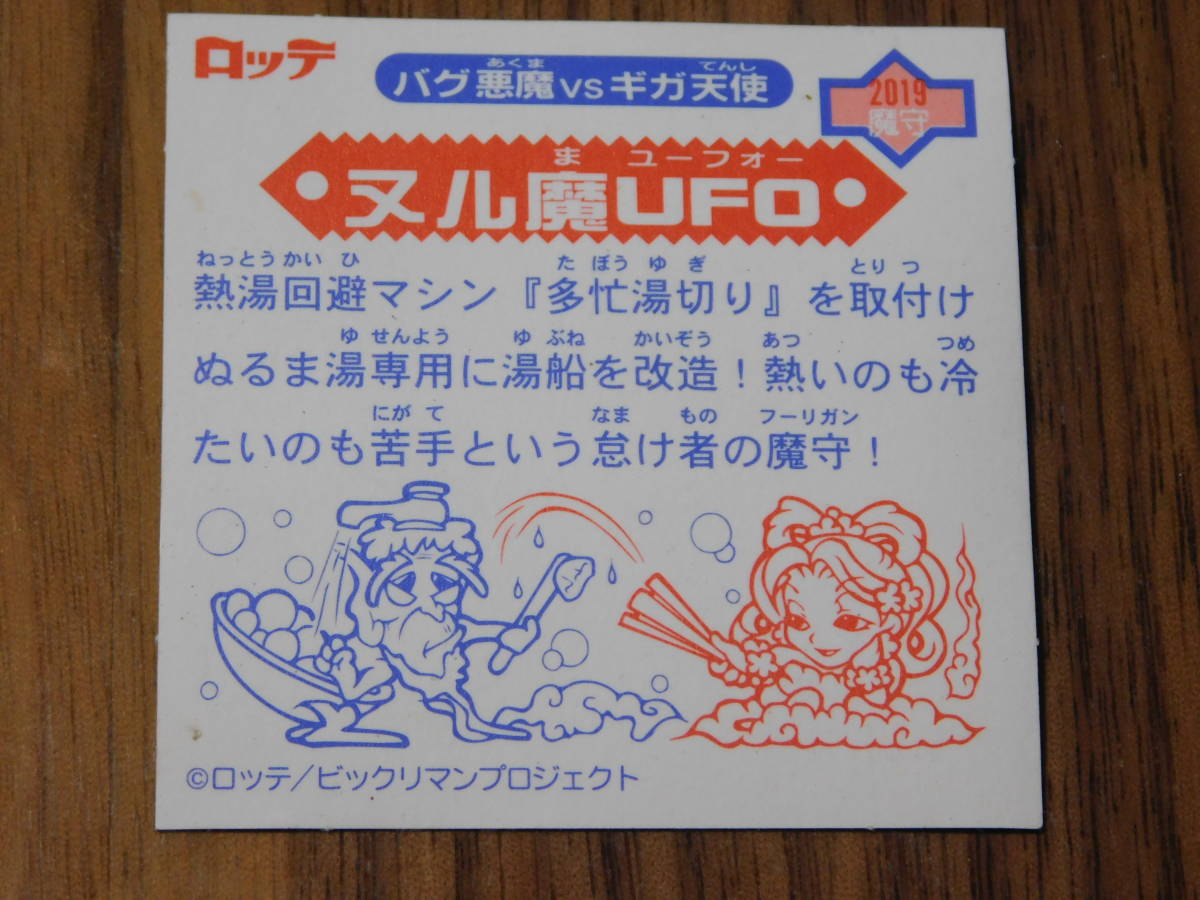 ロッテ
あくま てんし
バグ悪魔vsギガ天使
2019
魔守
ま ユーフォー
ヌル魔UFO
ねっとうかいひ たぼうゆぎ とりつ
熱湯回避マシン『多忙湯切り』を取付け
ゆせんよう ゆぶね かいぞう あつ つめ
ぬるま湯専用に湯船を改造！熱いのも冷
にがて なま もの フーリガン
たいのも苦手という怠け者の魔守！
©ロッテ/ビックリマンプロジェクト